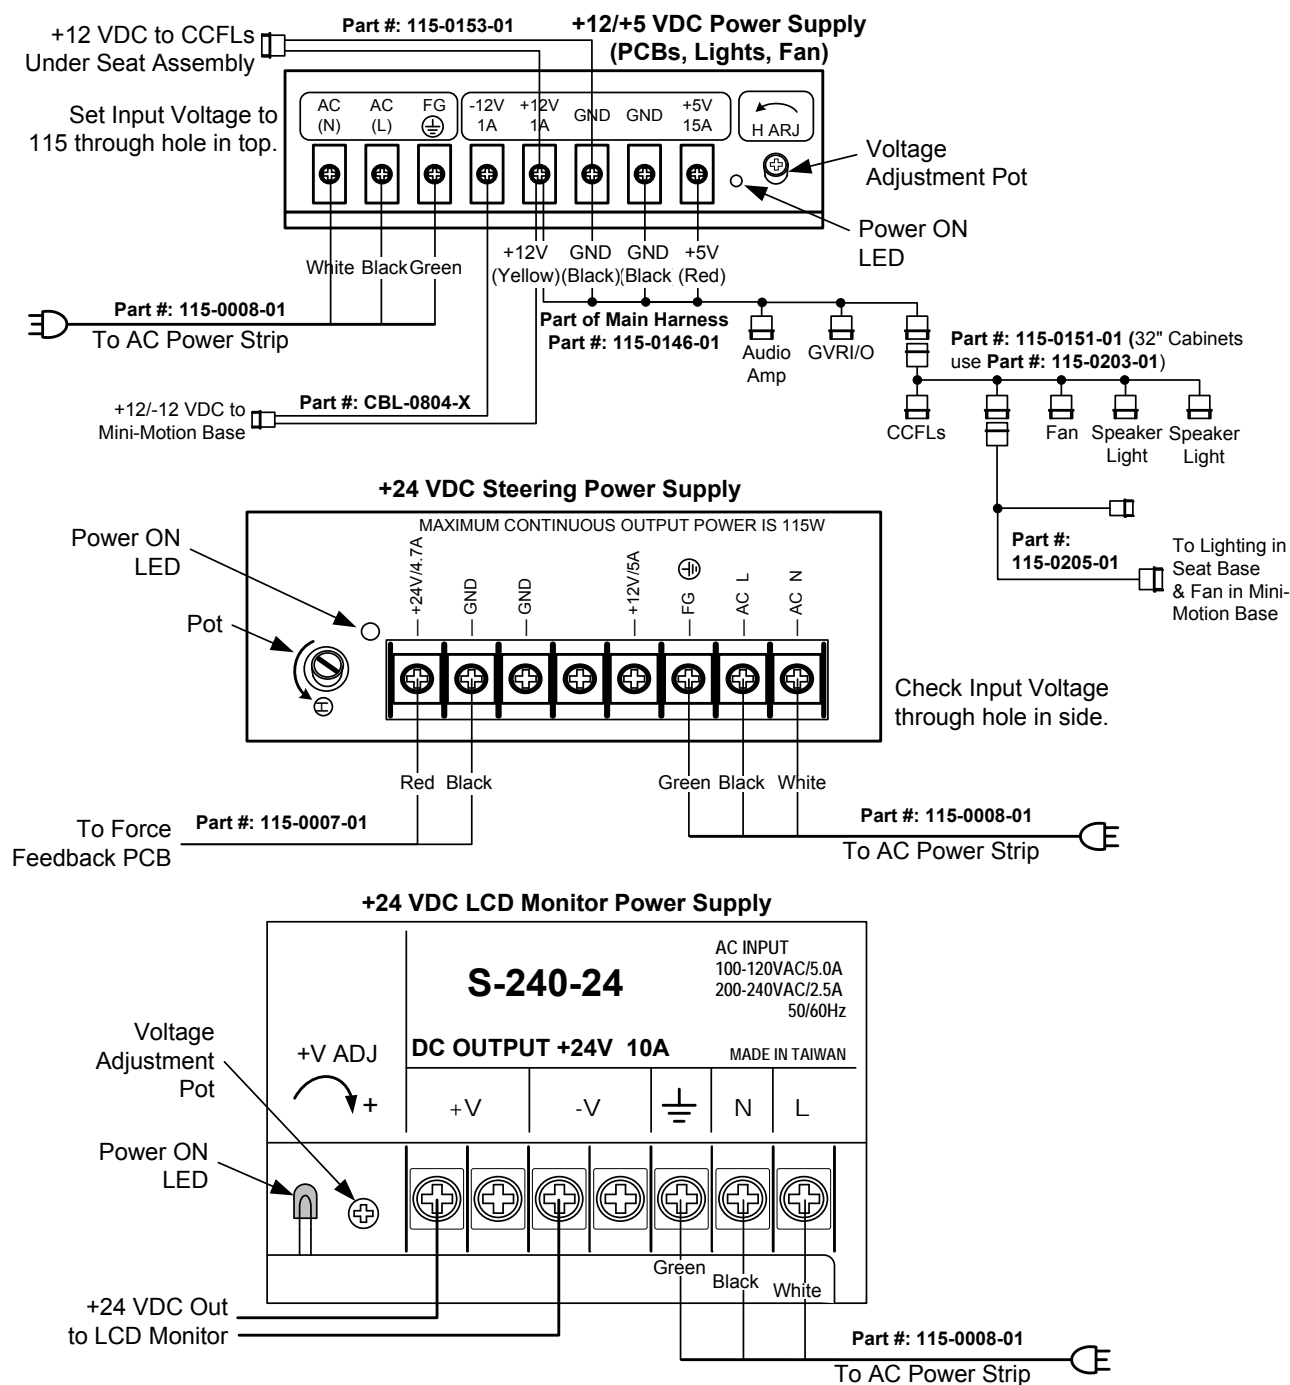 +12/+5 VDC Power Supply
(PCBs, Lights, Fan)
Part #: 115-0153-01
+12 VDC to CCFLs
Under Seat Assembly
Set Input Voltage to
115 through hole in top.
AC
(N)
AC
(L)
FG
-12V
1A
+12V
1A
GND
GND
+5V
15A
H ARJ
Voltage
Adjustment Pot
Power ON
LED
White
Black
Green
+12V
(Yellow)
GND
(Black)
GND
(Black
+5V
(Red)
Part #: 115-0008-01
To AC Power Strip
Part of Main Harness
Part #: 115-0146-01
Audio
Amp
GVRI/O
Part #: 115-0151-01 (32" Cabinets
use Part #: 115-0203-01)
+12/-12 VDC to
Mini-Motion Base
Part #: CBL-0804-X
CCFLs
Fan
Speaker
Light
Speaker
Light
Part #:
115-0205-01
To Lighting in
Seat Base
& Fan in Mini-
Motion Base
+24 VDC Steering Power Supply
MAXIMUM CONTINUOUS OUTPUT POWER IS 115W
Power ON
LED
Pot
H
+24V/4.7A
GND
GND
+12V/5A
FG
AC L
AC N
Check Input Voltage
through hole in side.
Red
Black
Green
Black
White
To Force
Feedback PCB
Part #: 115-0007-01
Part #: 115-0008-01
To AC Power Strip
+24 VDC LCD Monitor Power Supply
S-240-24
AC INPUT
100-120VAC/5.0A
200-240VAC/2.5A
50/60Hz
DC OUTPUT +24V 10A
MADE IN TAIWAN
Voltage
Adjustment
Pot
+V ADJ
+
+V
-V
N
L
Power ON
LED
Green
Black
White
+24 VDC Out
to LCD Monitor
Part #: 115-0008-01
To AC Power Strip